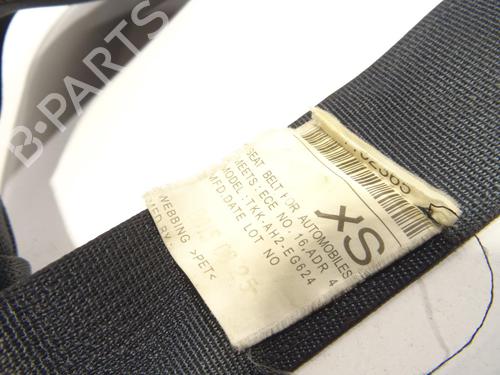 B-PARTS
XS
SEAT BELT FOR AUTOMOBILES
MEETS: ECE NO.16,ADR 4
MODEL: TKK-AH2-EG624
MFD.DATE LOT NO
WEBBING >PET<